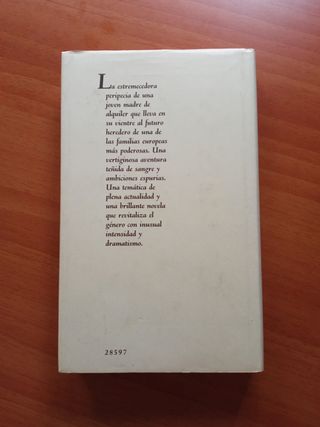 La estremecedora
peripecia de una
joven madre de
alquiler que lleva en
su vientre al futuro
heredero de una de
las familias europeas
más poderosas. Una
vertiginosa aventura
teñida de sangre y
ambiciones espurias.
Una temática de
plena actualidad y
una brillante novela
que revitaliza el
género con inusual
intensidad y
dramatismo.
28597